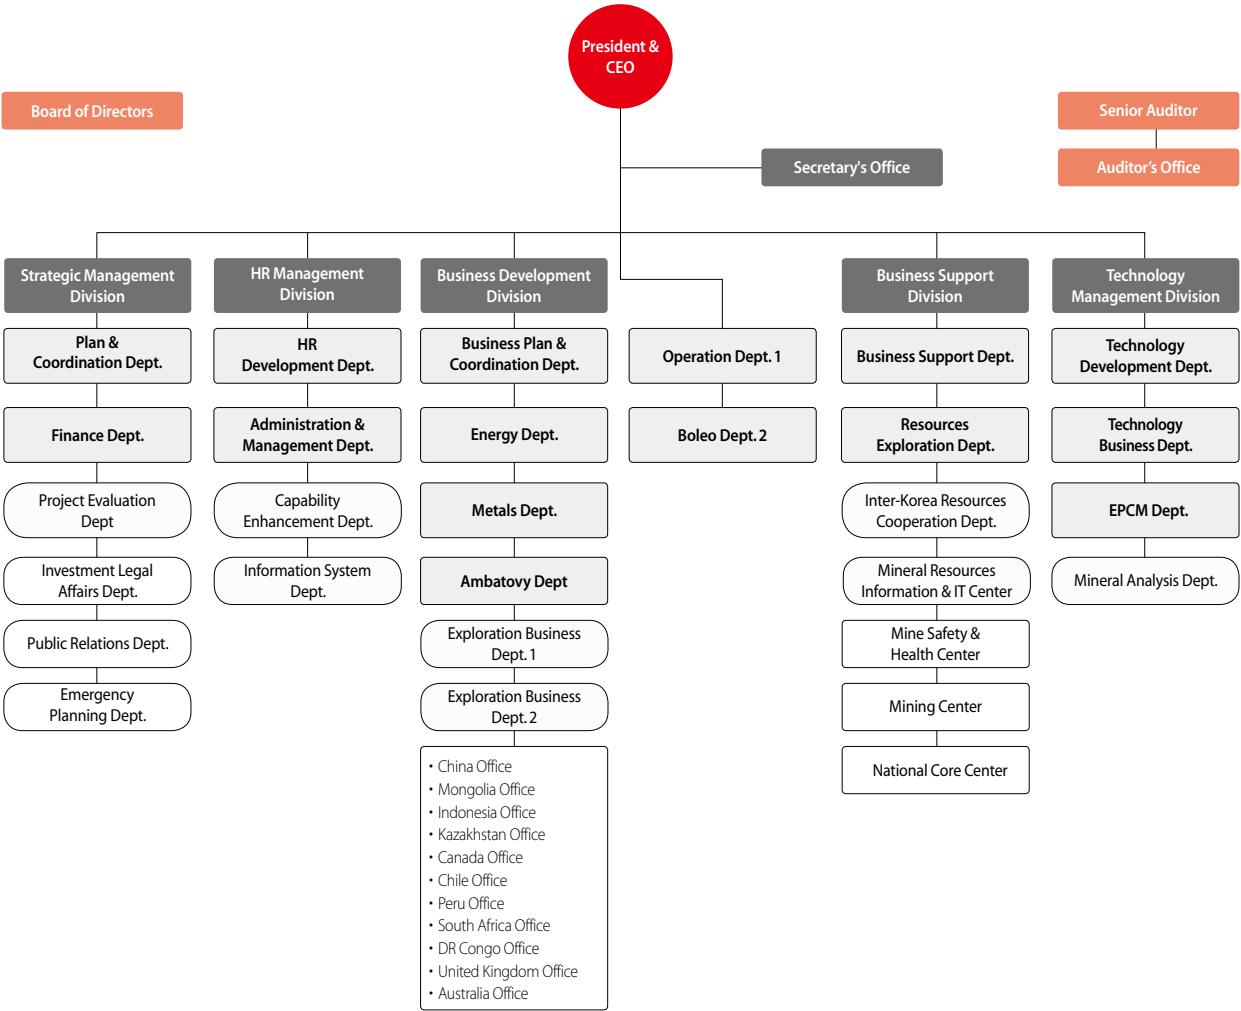 President &
CEO
Board of Directors
Senior Auditor
Secretary's Office
Auditor's Office
Strategic Management
Division
Plan &
Coordination Dept.
Finance Dept.
Project Evaluation
Dept
Investment Legal
Affairs Dept.
Public Relations Dept.
Emergency
Planning Dept.
HR Management
Division
HR
Development Dept.
Administration &
Management Dept.
Capability
Enhancement Dept.
Information System
Dept.
Business Development
Division
Business Plan &
Coordination Dept.
Energy Dept.
Metals Dept.
Ambatovy Dept
Exploration Business
Dept. 1
Exploration Business
Dept. 2
• China Office
• Mongolia Office
• Indonesia Office
• Kazakhstan Office
• Canada Office
• Chile Office
• Peru Office
• South Africa Office
• DR Congo Office
• United Kingdom Office
• Australia Office
Operation Dept. 1
Boleo Dept. 2
Business Support
Division
Business Support Dept.
Resources
Exploration Dept.
Inter-Korea Resources
Cooperation Dept.
Mineral Resources
Information & IT Center
Mine Safety &
Health Center
Mining Center
National Core Center
Technology
Management Division
Technology
Development Dept.
Technology
Business Dept.
EPCM Dept.
Mineral Analysis Dept.